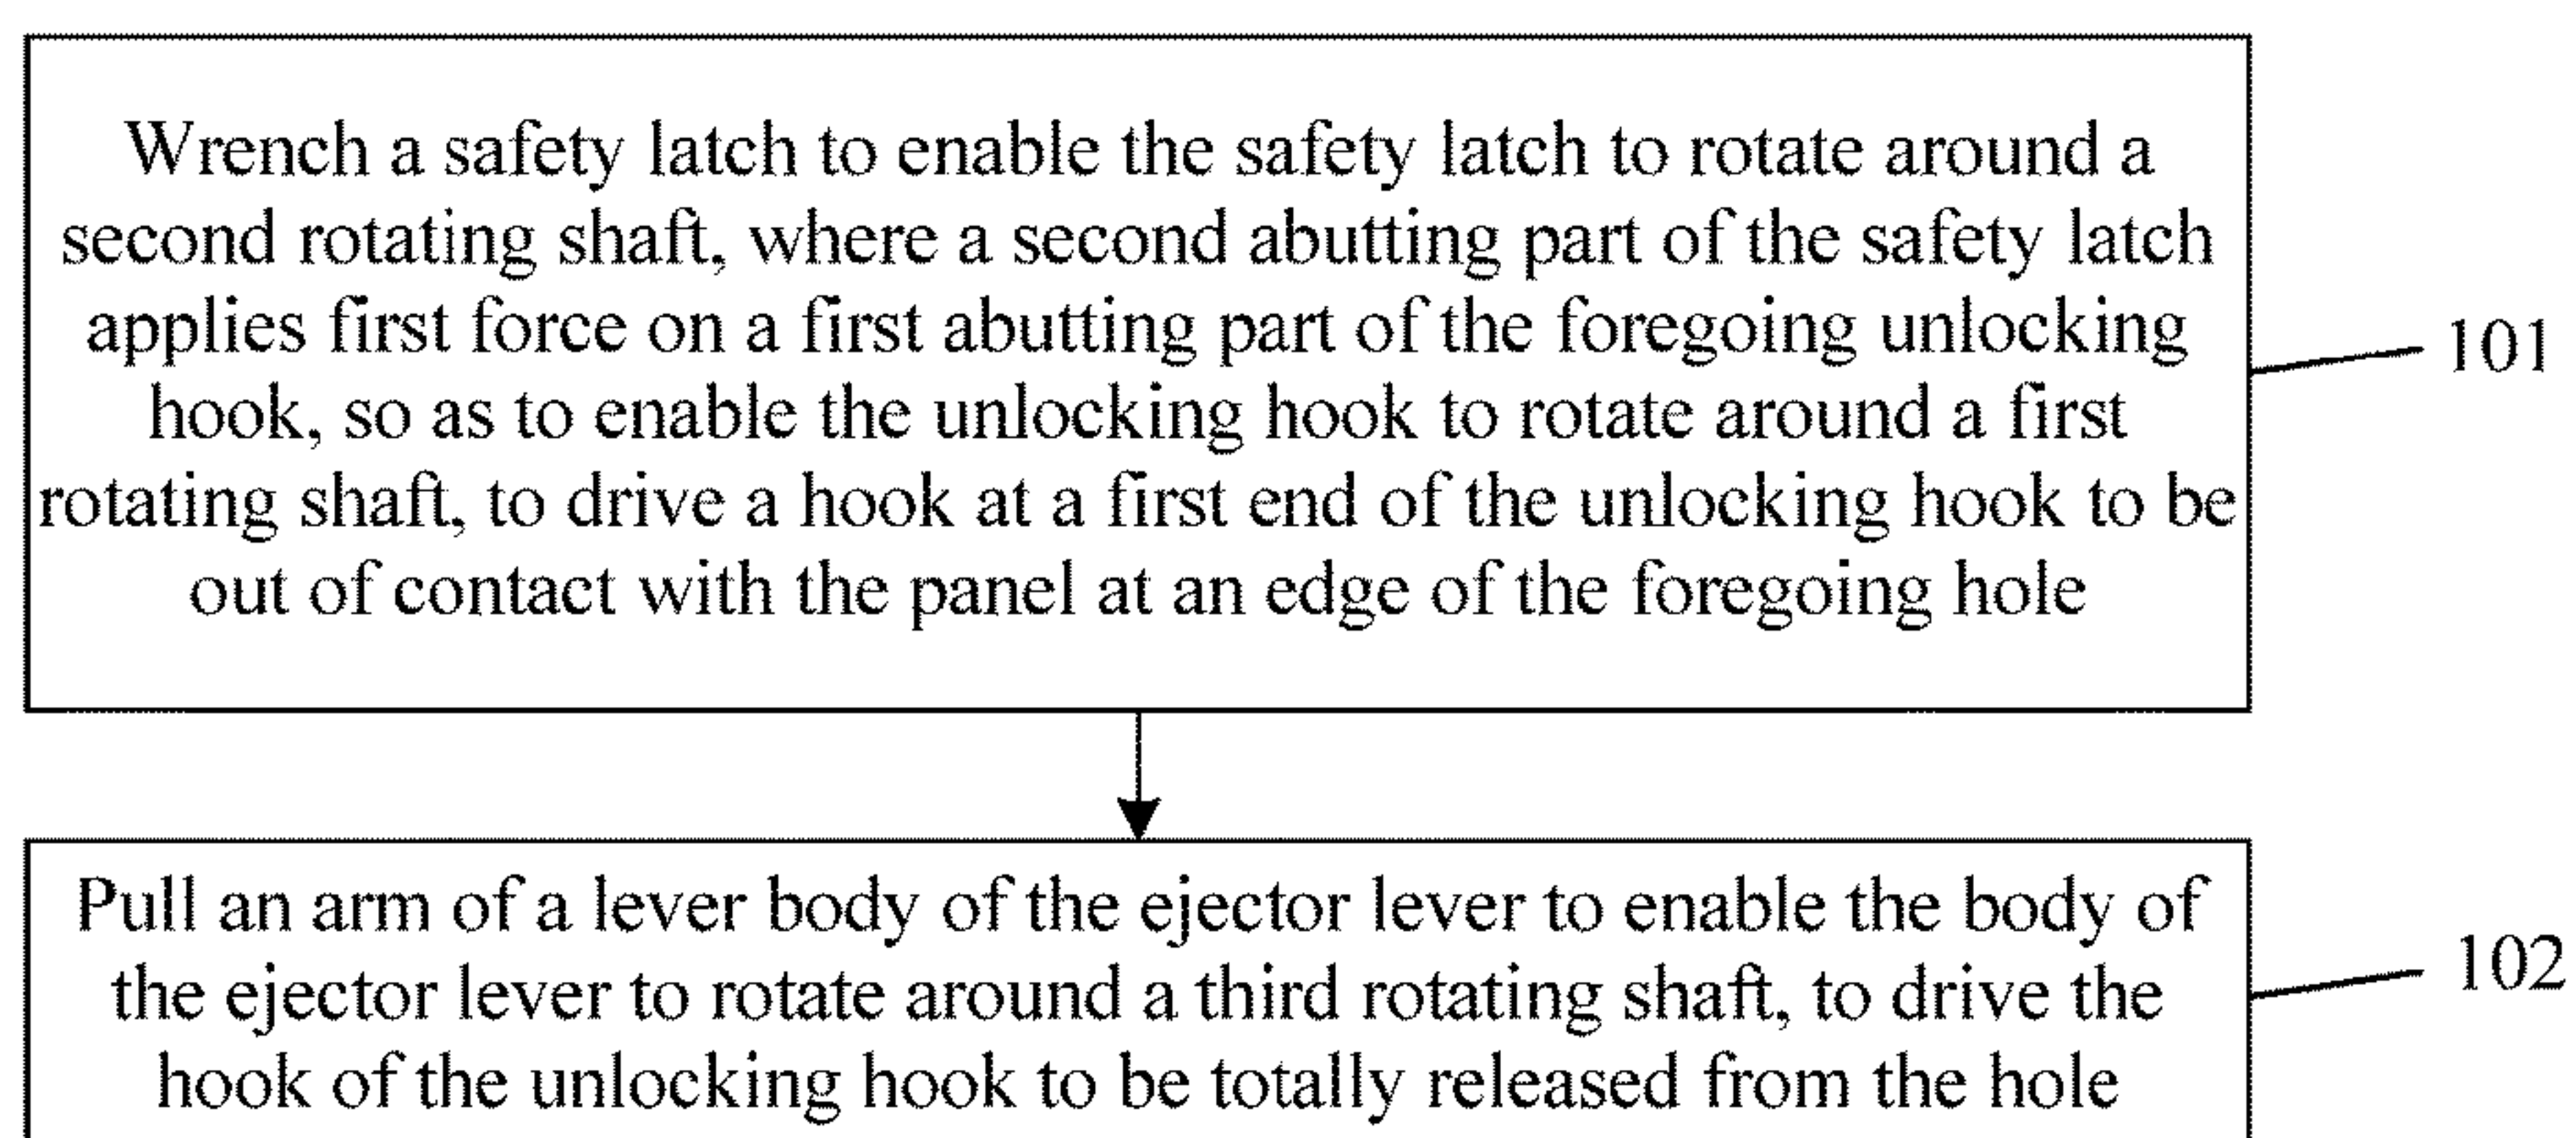 Wrench a safety latch to enable the safety latch to rotate around a
second rotating shaft, where a second abutting part of the safety latch
applies first force on a first abutting part of the foregoing unlocking
hook, so as to enable the unlocking hook to rotate around a first
rotating shaft, to drive a hook at a first end of the unlocking hook to be
out of contact with the panel at an edge of the foregoing hole
101
Pull an arm of a lever body of the ejector lever to enable the body of
the ejector lever to rotate around a third rotating shaft, to drive the
hook of the unlocking hook to be totally released from the hole
102